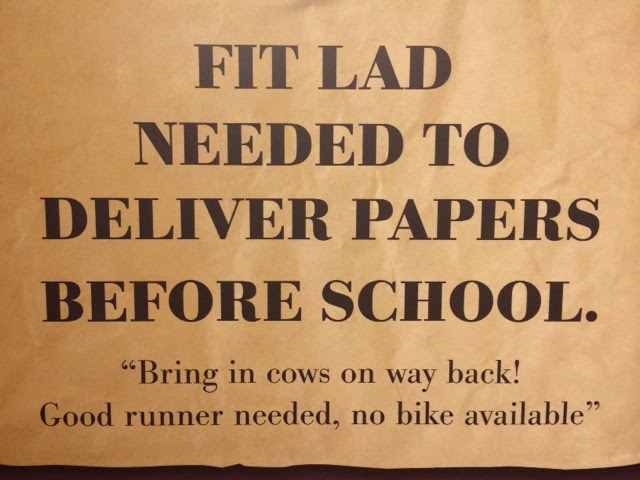 FIT LAD
NEEDED TO
DELIVER PAPERS
BEFORE SCHOOL.
“Bring in cows on way back!
Good runner needed, no bike available”